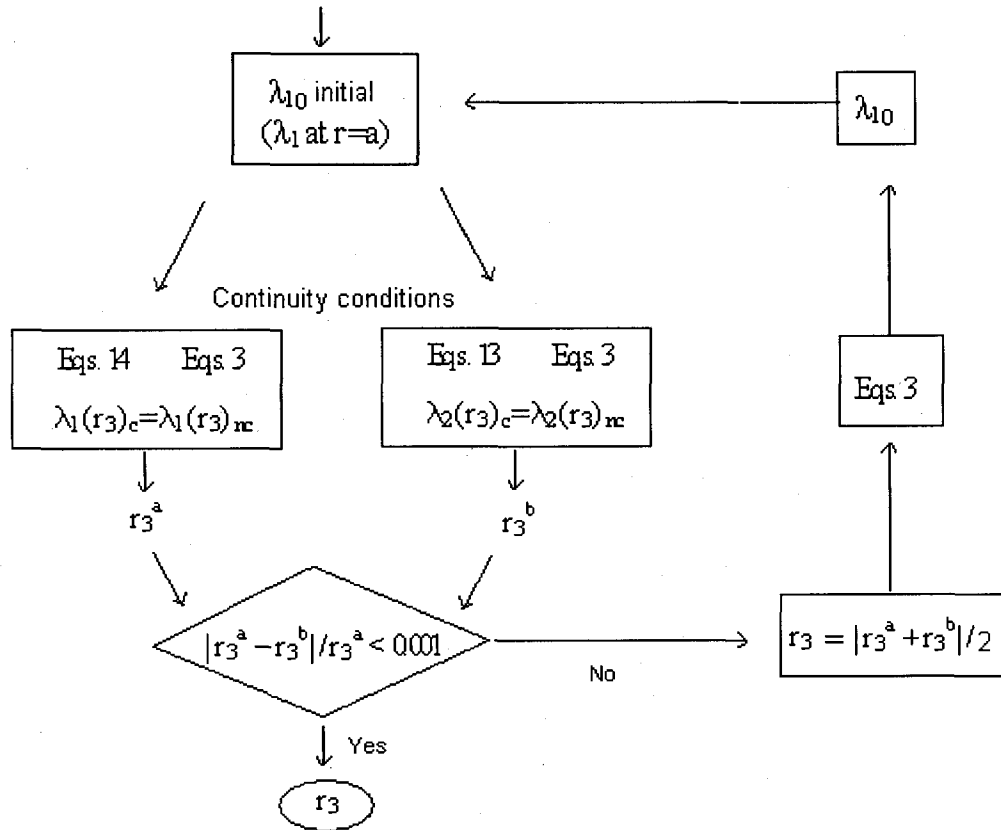 λ₁₀ initial
(λ₁ at r=a)
λ₁₀
Continuity conditions
Eqs. 14 Eqs. 3
λ₁(r₃)c=λ₁(r₃)nc
Eqs. 13 Eqs. 3
λ₂(r₃)c=λ₂(r₃)nc
Eqs. 3
r₃ᵃ
r₃ᵇ
|r₃ᵃ−r₃ᵇ|/r₃ᵃ < 0.001
No
r₃ = |r₃ᵃ+r₃ᵇ|/2
Yes
r₃